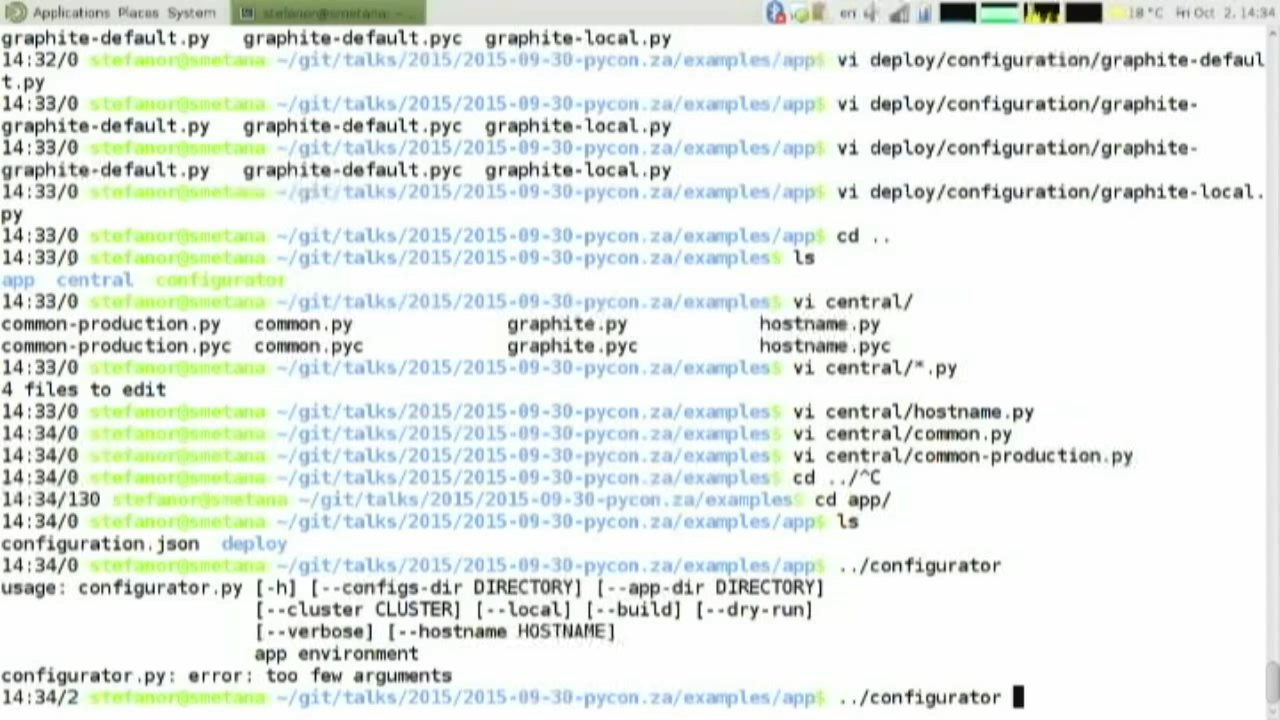 Applications Places System stefanor@smetana: ~ en 18 °C Fri Oct 2, 14:34
graphite-default.py graphite-default.pyc graphite-local.py
14:32/0 stefanor@smetana ~/git/talks/2015/2015-09-30-pycon.za/examples/app$ vi deploy/configuration/graphite-defaul
t.py
14:33/0 stefanor@smetana ~/git/talks/2015/2015-09-30-pycon.za/examples/app$ vi deploy/configuration/graphite-
graphite-default.py graphite-default.pyc graphite-local.py
14:33/0 stefanor@smetana ~/git/talks/2015/2015-09-30-pycon.za/examples/app$ vi deploy/configuration/graphite-
graphite-default.py graphite-default.pyc graphite-local.py
14:33/0 stefanor@smetana ~/git/talks/2015/2015-09-30-pycon.za/examples/app$ vi deploy/configuration/graphite-local.
py
14:33/0 stefanor@smetana ~/git/talks/2015/2015-09-30-pycon.za/examples/app$ cd ..
14:33/0 stefanor@smetana ~/git/talks/2015/2015-09-30-pycon.za/examples$ ls
app central configurator
14:33/0 stefanor@smetana ~/git/talks/2015/2015-09-30-pycon.za/examples$ vi central/
common-production.py common.py graphite.py hostname.py
common-production.pyc common.pyc graphite.pyc hostname.pyc
14:33/0 stefanor@smetana ~/git/talks/2015/2015-09-30-pycon.za/examples$ vi central/*.py
4 files to edit
14:33/0 stefanor@smetana ~/git/talks/2015/2015-09-30-pycon.za/examples$ vi central/hostname.py
14:34/0 stefanor@smetana ~/git/talks/2015/2015-09-30-pycon.za/examples$ vi central/common.py
14:34/0 stefanor@smetana ~/git/talks/2015/2015-09-30-pycon.za/examples$ vi central/common-production.py
14:34/0 stefanor@smetana ~/git/talks/2015/2015-09-30-pycon.za/examples$ cd ../^C
14:34/130 stefanor@smetana ~/git/talks/2015/2015-09-30-pycon.za/examples$ cd app/
14:34/0 stefanor@smetana ~/git/talks/2015/2015-09-30-pycon.za/examples/app$ ls
configuration.json deploy
14:34/0 stefanor@smetana ~/git/talks/2015/2015-09-30-pycon.za/examples/app$ ../configurator
usage: configurator.py [-h] [--configs-dir DIRECTORY] [--app-dir DIRECTORY]
[--cluster CLUSTER] [--local] [--build] [--dry-run]
[--verbose] [--hostname HOSTNAME]
app environment
configurator.py: error: too few arguments
14:34/2 stefanor@smetana ~/git/talks/2015/2015-09-30-pycon.za/examples/app$ ../configurator